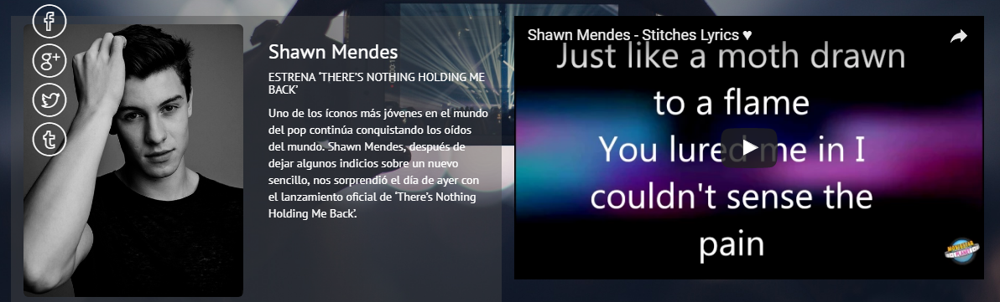 f
g+
t
Shawn Mendes
ESTRENA ‘THERE’S NOTHING HOLDING ME
BACK’
Uno de los íconos más jóvenes en el mundo
del pop continúa conquistando los oídos
del mundo. Shawn Mendes, después de
dejar algunos indicios sobre un nuevo
sencillo, nos sorprendió el día de ayer con
el lanzamiento oficial de ‘There’s Nothing
Holding Me Back’.
Shawn Mendes - Stitches Lyrics ♥
Just like a moth drawn
to a flame
You lured me in I
couldn't sense the
pain
MOVIESTAR
PLANET